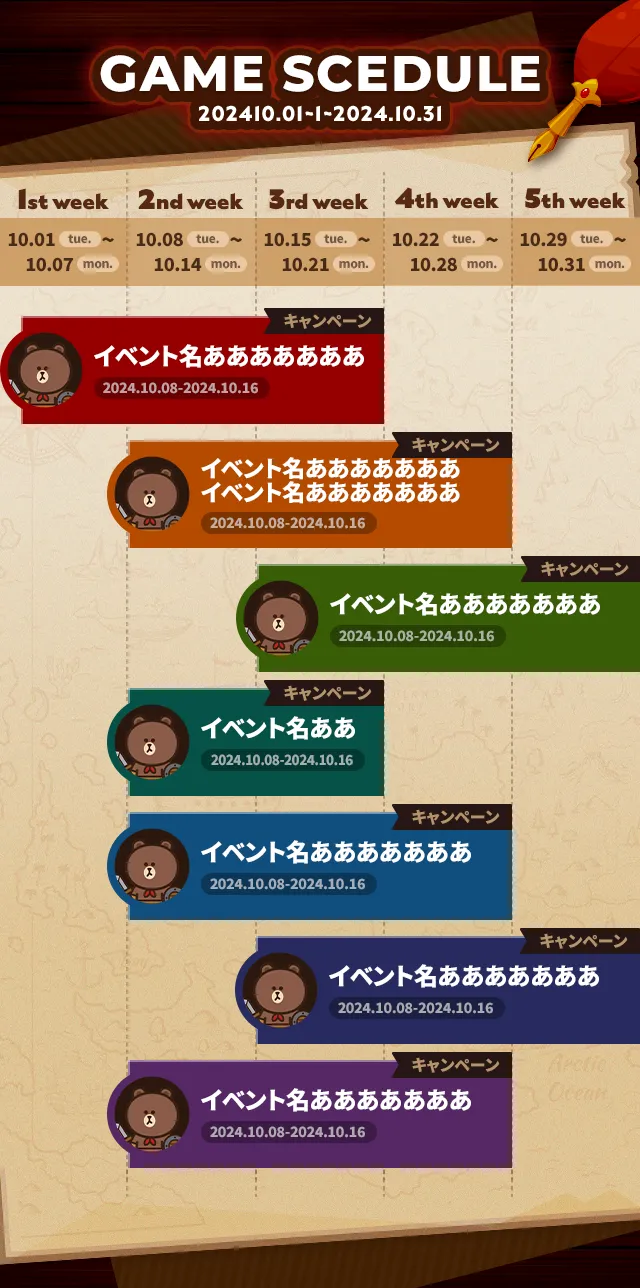 GAME SCEDULE
202410.01~1~2024.10.31
1st week
2nd week
3rd week
4th week
5th week
10.01 tue. ~
10.07 mon.
10.08 tue. ~
10.14 mon.
10.15 tue. ~
10.21 mon.
10.22 tue. ~
10.28 mon.
10.29 tue. ~
10.31 mon.
キャンペーン
イベント名あああああああ
2024.10.08-2024.10.16
キャンペーン
イベント名あああああああ
イベント名あああああああ
2024.10.08-2024.10.16
キャンペーン
イベント名あああああああ
2024.10.08-2024.10.16
キャンペーン
イベント名ああ
2024.10.08-2024.10.16
キャンペーン
イベント名あああああああ
2024.10.08-2024.10.16
キャンペーン
イベント名あああああああ
2024.10.08-2024.10.16
キャンペーン
イベント名あああああああ
2024.10.08-2024.10.16
Arctic
Ocean